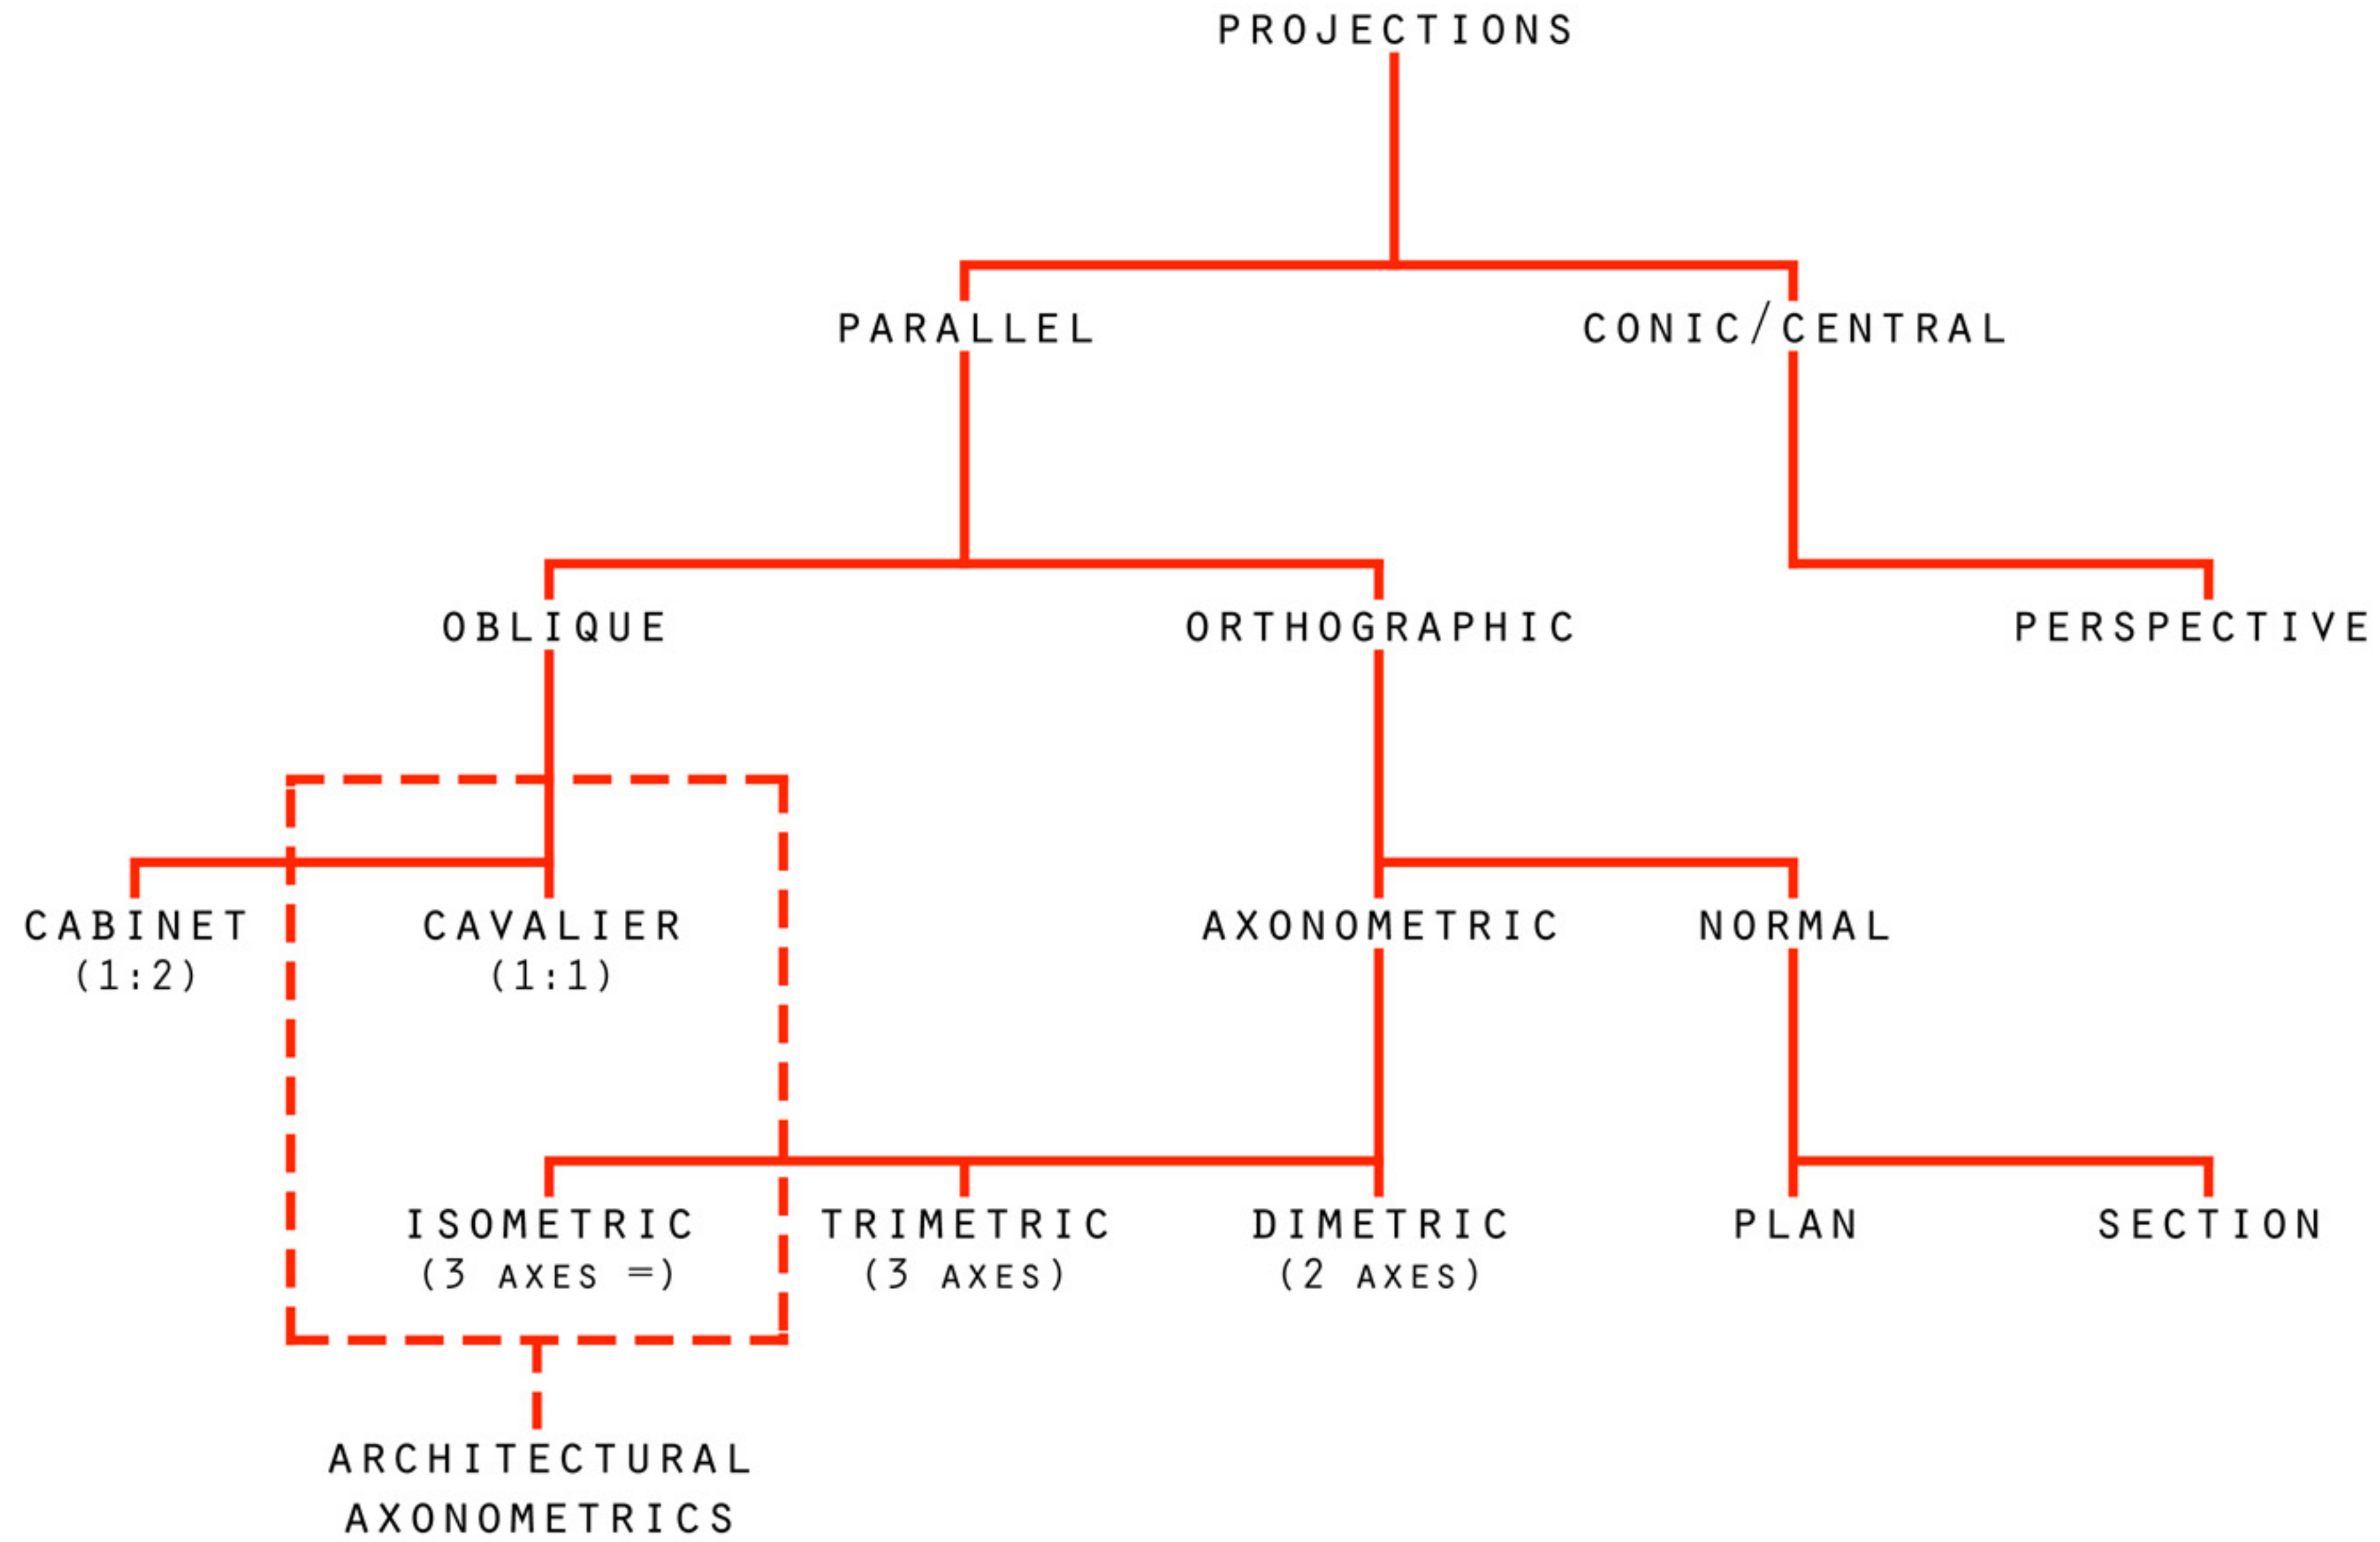 PROJECTIONS
PARALLEL
CONIC/CENTRAL
OBLIQUE
ORTHOGRAPHIC
PERSPECTIVE
CABINET
(1:2)
CAVALIER
(1:1)
AXONOMETRIC
NORMAL
ISOMETRIC
(3 AXES =)
TRIMETRIC
(3 AXES)
DIMETRIC
(2 AXES)
PLAN
SECTION
ARCHITECTURAL
AXONOMETRICS